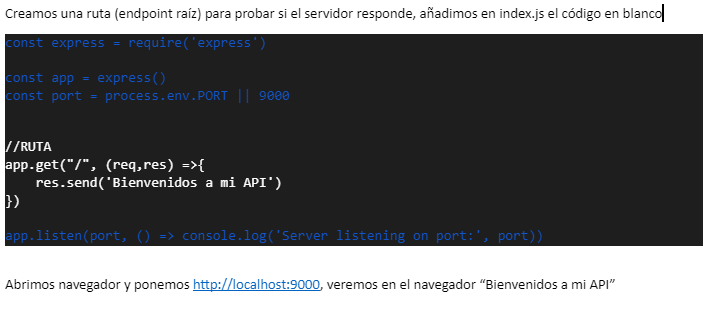 Creamos una ruta (endpoint raíz) para probar si el servidor responde, añadimos en index.js el código en blanco
const express = require('express')
const app = express()
const port = process.env.PORT || 9000
//RUTA
app.get("/", (req,res) =>{
    res.send('Bienvenidos a mi API')
})
app.listen(port, () => console.log('Server listening on port:', port))
Abrimos navegador y ponemos http://localhost:9000, veremos en el navegador “Bienvenidos a mi API”